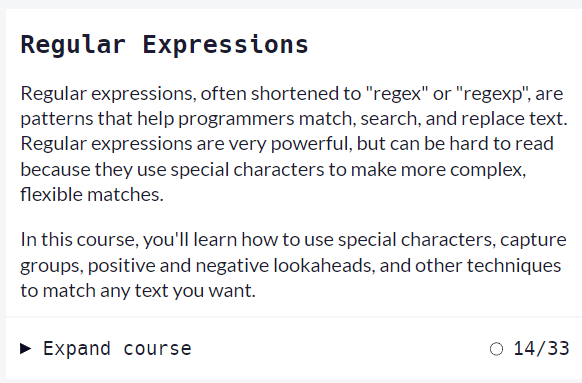 Regular Expressions
Regular expressions, often shortened to "regex" or "regexp", are
patterns that help programmers match, search, and replace text.
Regular expressions are very powerful, but can be hard to read
because they use special characters to make more complex,
flexible matches.
In this course, you'll learn how to use special characters, capture
groups, positive and negative lookaheads, and other techniques
to match any text you want.
Expand course 14/33